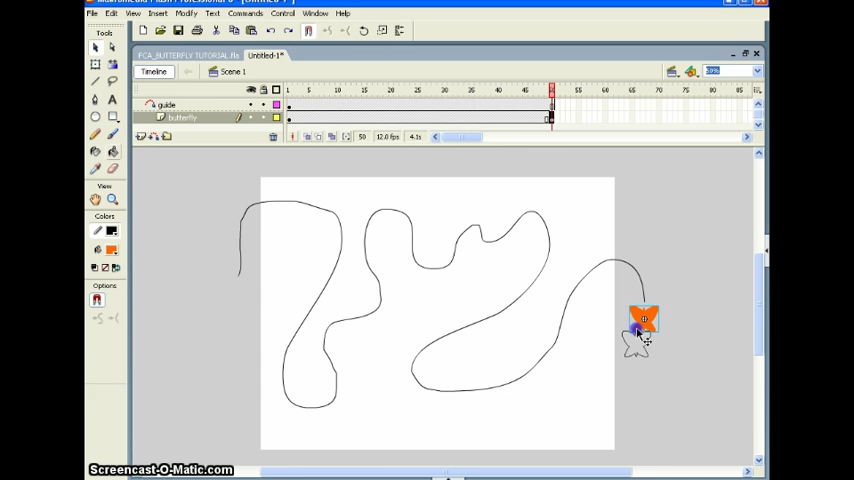 File Edit View Insert Modify Text Commands Control Window Help
FCA_BUTTERFLY TUTORIAL.fla Untitled-1*
Timeline Scene 1 59%
Tools
1 5 10 15 20 25 30 35 40 45 50 55 60 65 70 75 80 85
guide
butterfly
50 12.0 fps 4.1s
View
Colors
Options
Screencast-O-Matic.com